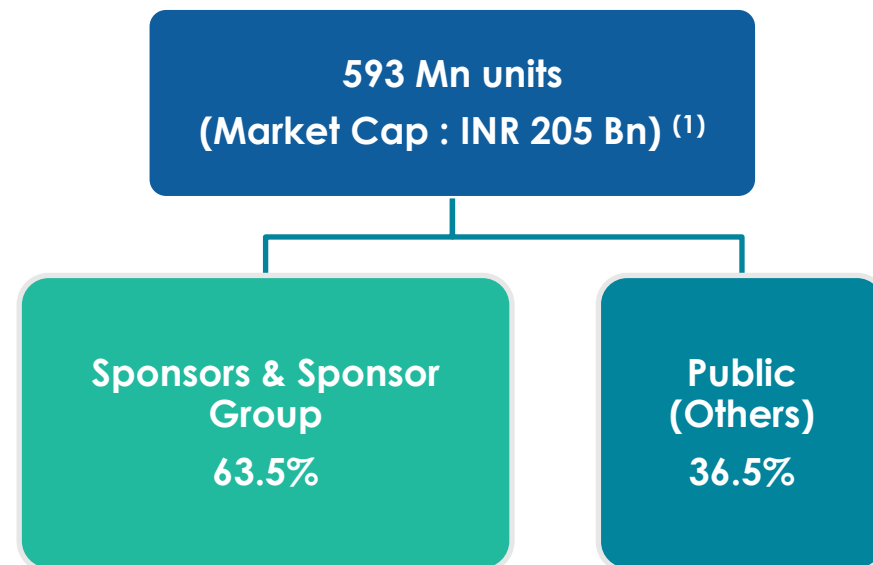 593 Mn units
(Market Cap : INR 205 Bn) (1)
Sponsors & Sponsor
Group
63.5%
Public
(Others)
36.5%